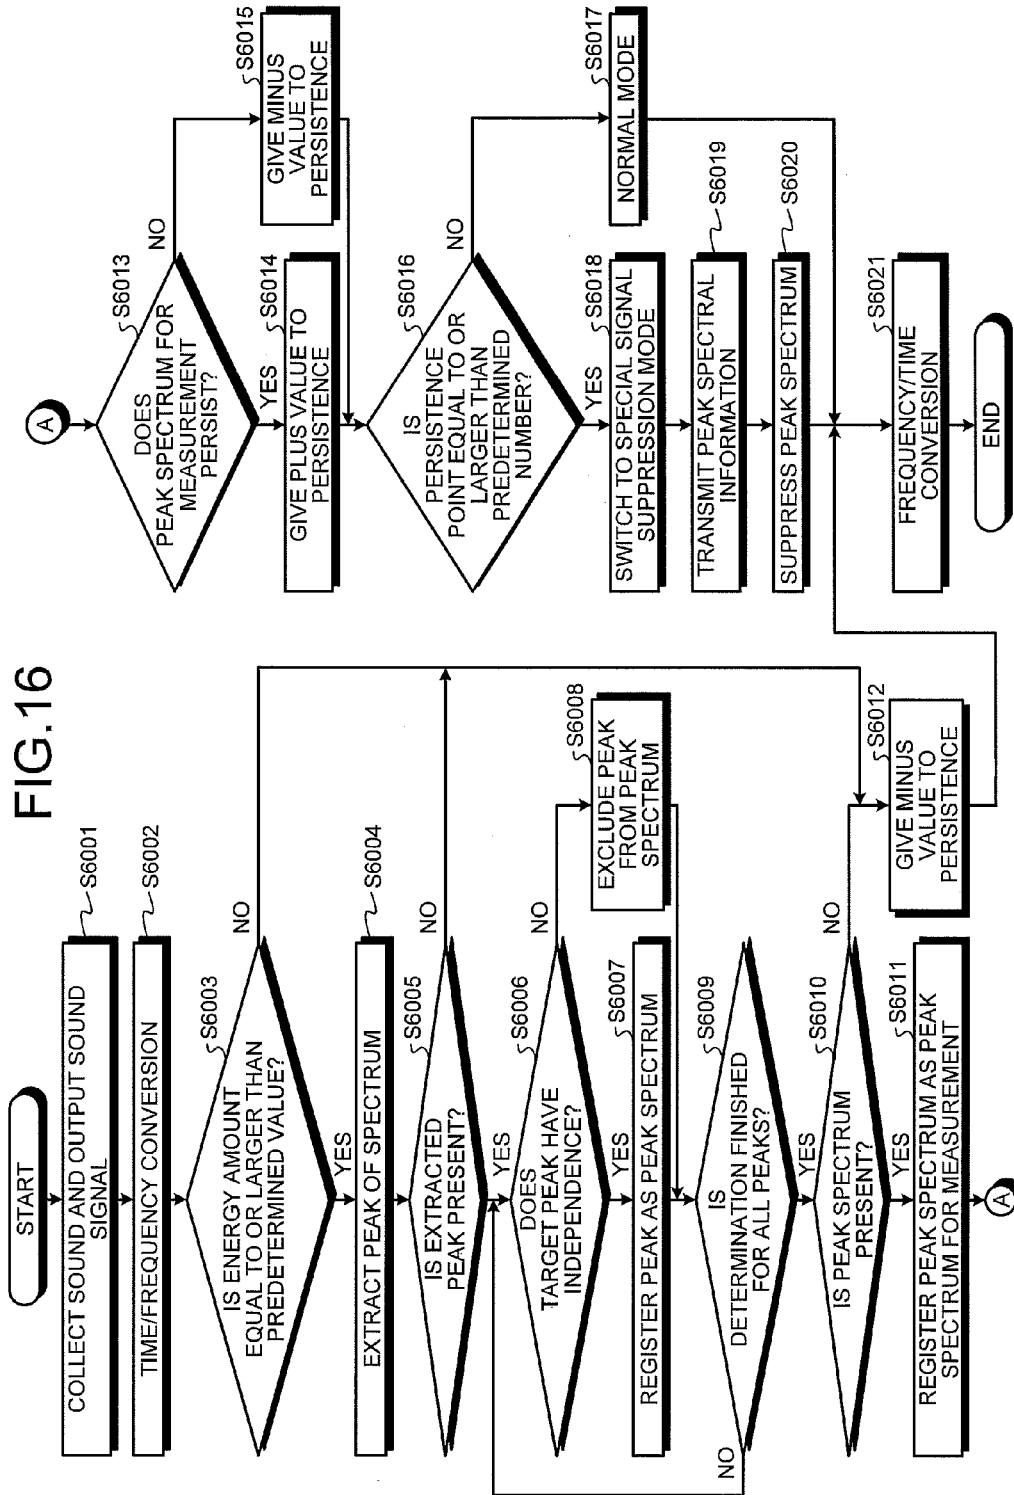 FIG.16
START
COLLECT SOUND AND OUTPUT SOUND
SIGNAL
S6001
TIME/FREQUENCY CONVERSION
S6002
IS ENERGY AMOUNT
EQUAL TO OR LARGER THAN
PREDETERMINED VALUE?
S6003
NO
YES
EXTRACT PEAK OF SPECTRUM
S6004
IS EXTRACTED
PEAK PRESENT?
S6005
NO
YES
DOES
TARGET PEAK HAVE
INDEPENDENCE?
S6006
NO
YES
REGISTER PEAK AS PEAK SPECTRUM
S6007
EXCLUDE PEAK
FROM PEAK
SPECTRUM
S6008
IS
DETERMINATION FINISHED
FOR ALL PEAKS?
S6009
NO
YES
IS PEAK SPECTRUM
PRESENT?
S6010
NO
YES
REGISTER PEAK SPECTRUM AS PEAK
SPECTRUM FOR MEASUREMENT
S6011
GIVE MINUS
VALUE TO
PERSISTENCE
S6012
A
A
DOES
PEAK SPECTRUM FOR
MEASUREMENT
PERSIST?
S6013
NO
YES
GIVE PLUS VALUE TO
PERSISTENCE
S6014
GIVE MINUS
VALUE TO
PERSISTENCE
S6015
IS
PERSISTENCE
POINT EQUAL TO OR
LARGER THAN
PREDETERMINED
NUMBER?
S6016
NO
YES
NORMAL MODE
S6017
SWITCH TO SPECIAL SIGNAL
SUPPRESSION MODE
S6018
TRANSMIT PEAK SPECTRAL
INFORMATION
S6019
SUPPRESS PEAK SPECTRUM
S6020
FREQUENCY/TIME
CONVERSION
S6021
END